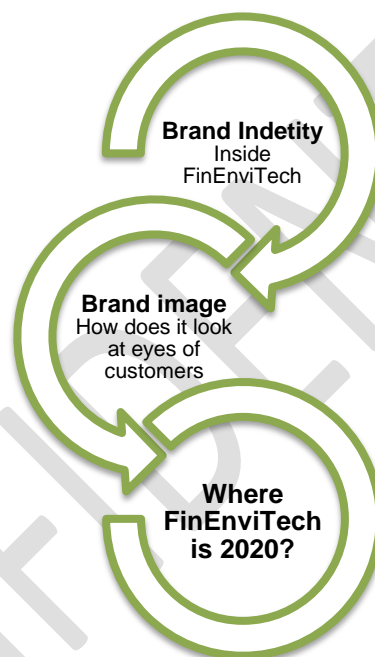 Brand Indetity
Inside
FinEnviTech
Brand image
How does it look
at eyes of
customers
Where
FinEnviTech
is 2020?